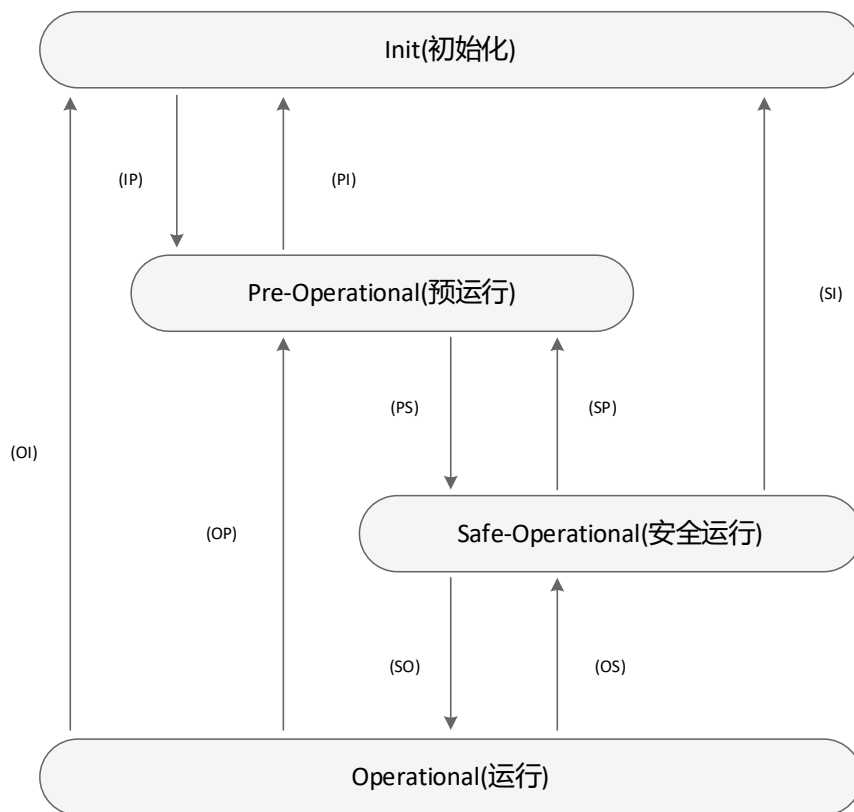 Init(初始化)
(IP)
(PI)
Pre-Operational(预运行)
(SI)
(PS)
(SP)
(OI)
Safe-Operational(安全运行)
(OP)
(SO)
(OS)
Operational(运行)